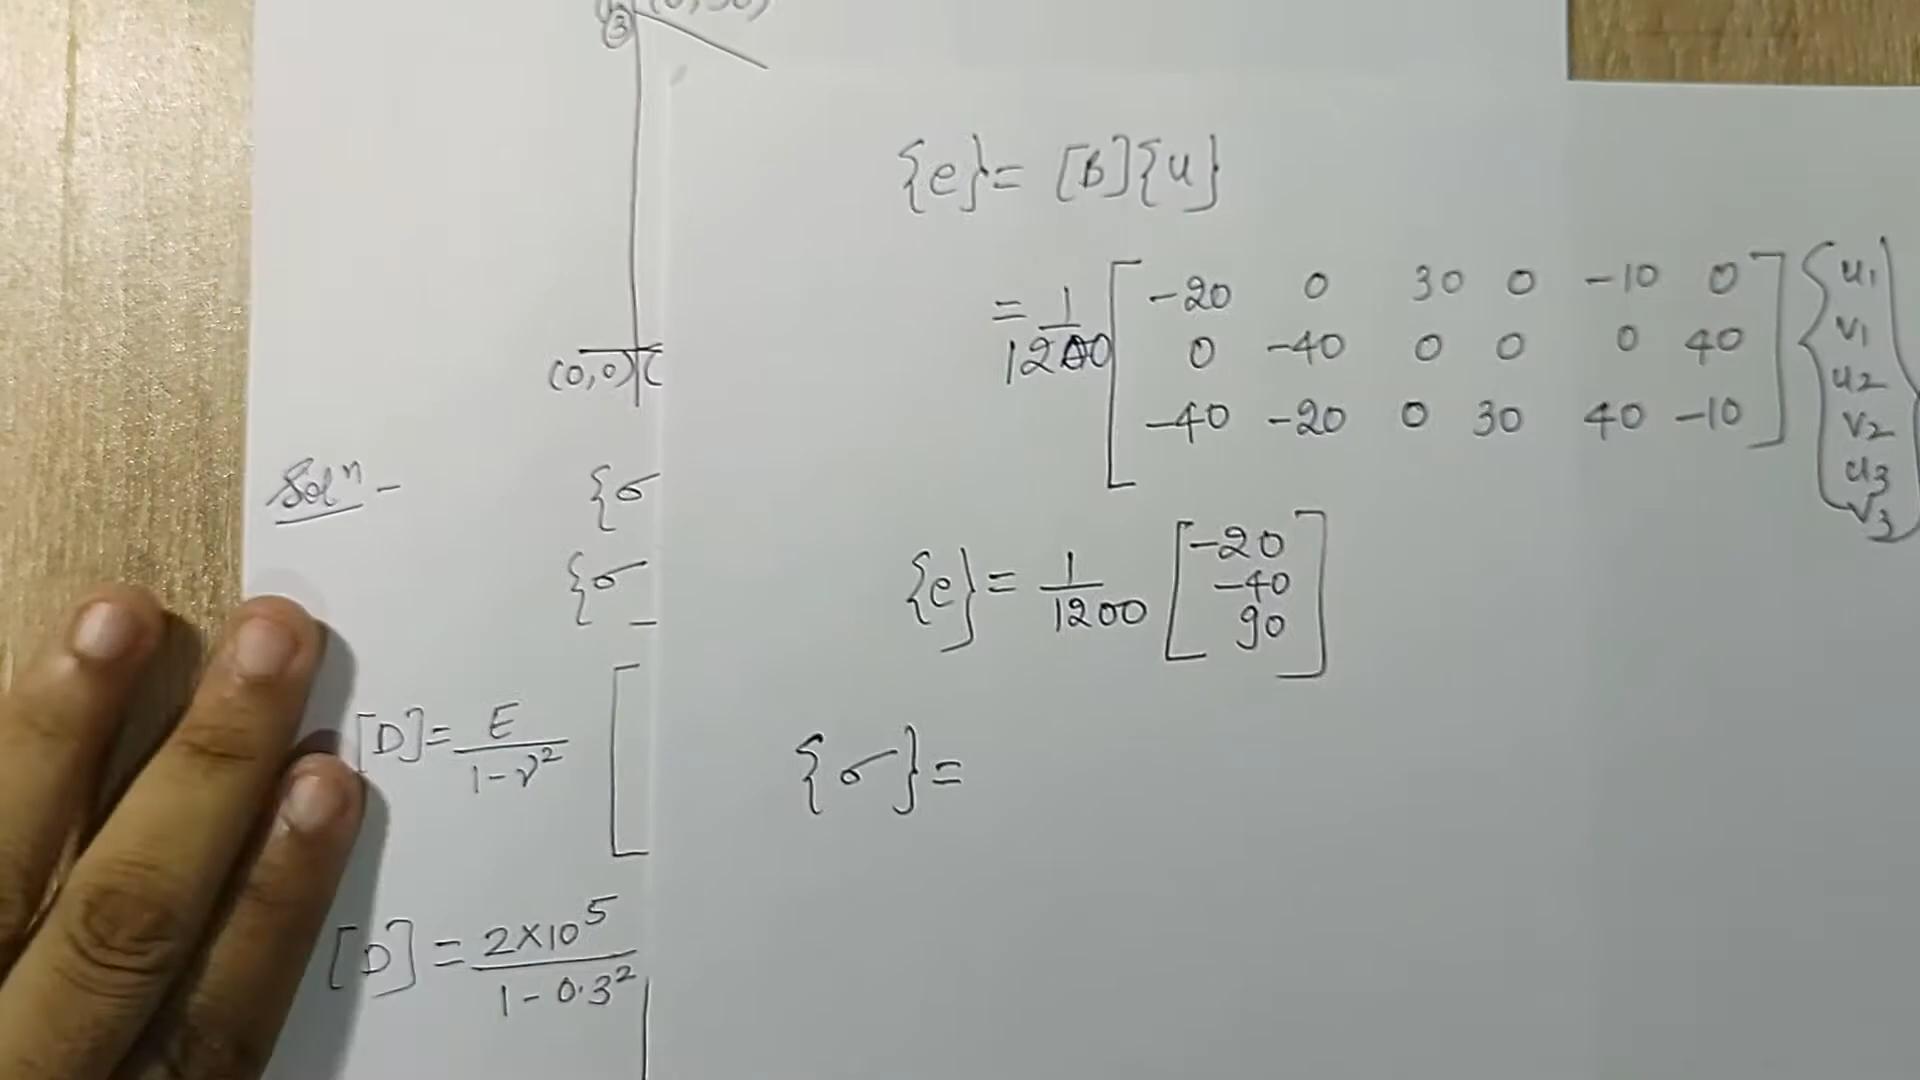 ③
(0,0)
Solⁿ -
{σ
{σ
[D] = E / 1-ν² [
[D] = 2×10⁵ / 1 - 0.3²
{e} = [B]{u}
= 1/1200 [ -20 0 30 0 -10 0 ] { u1
0 -40 0 0 0 40 v1
-40 -20 0 30 40 -10 u2
v2
u3
v3
{e} = 1/1200 [ -20
-40
90 ]
{σ} =